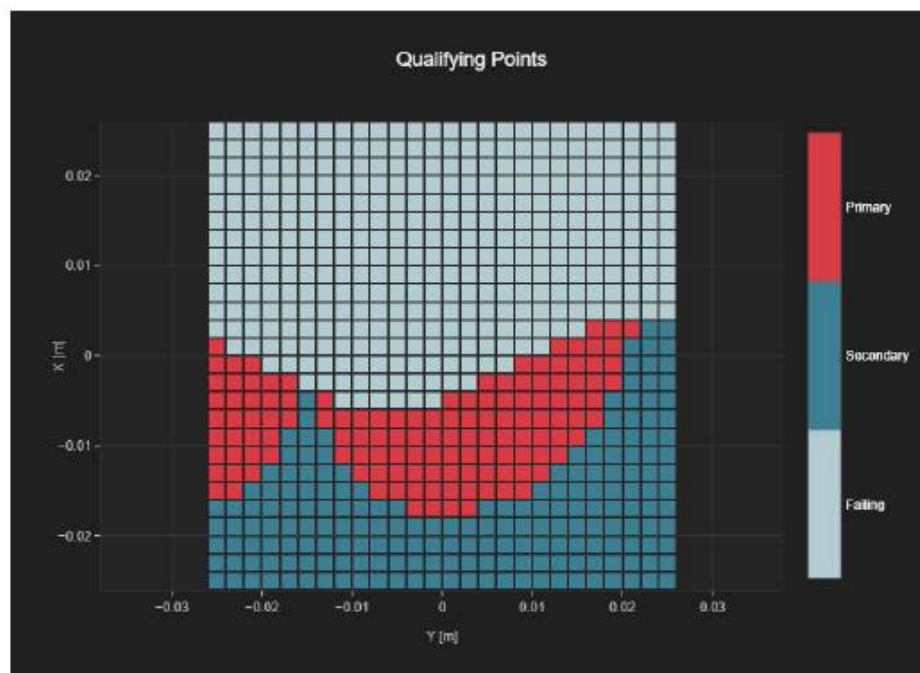 Qualifying Points
0.02
0.01
0
−0.01
−0.02
X [m]
−0.03
−0.02
−0.01
0
0.01
0.02
0.03
Y [m]
Primary
Secondary
Failing